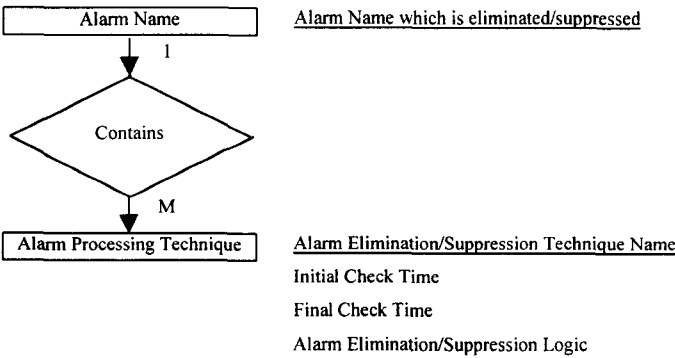 Alarm Name
Alarm Name which is eliminated/suppressed
1
Contains
M
Alarm Processing Technique
Alarm Elimination/Suppression Technique Name
Initial Check Time
Final Check Time
Alarm Elimination/Suppression Logic